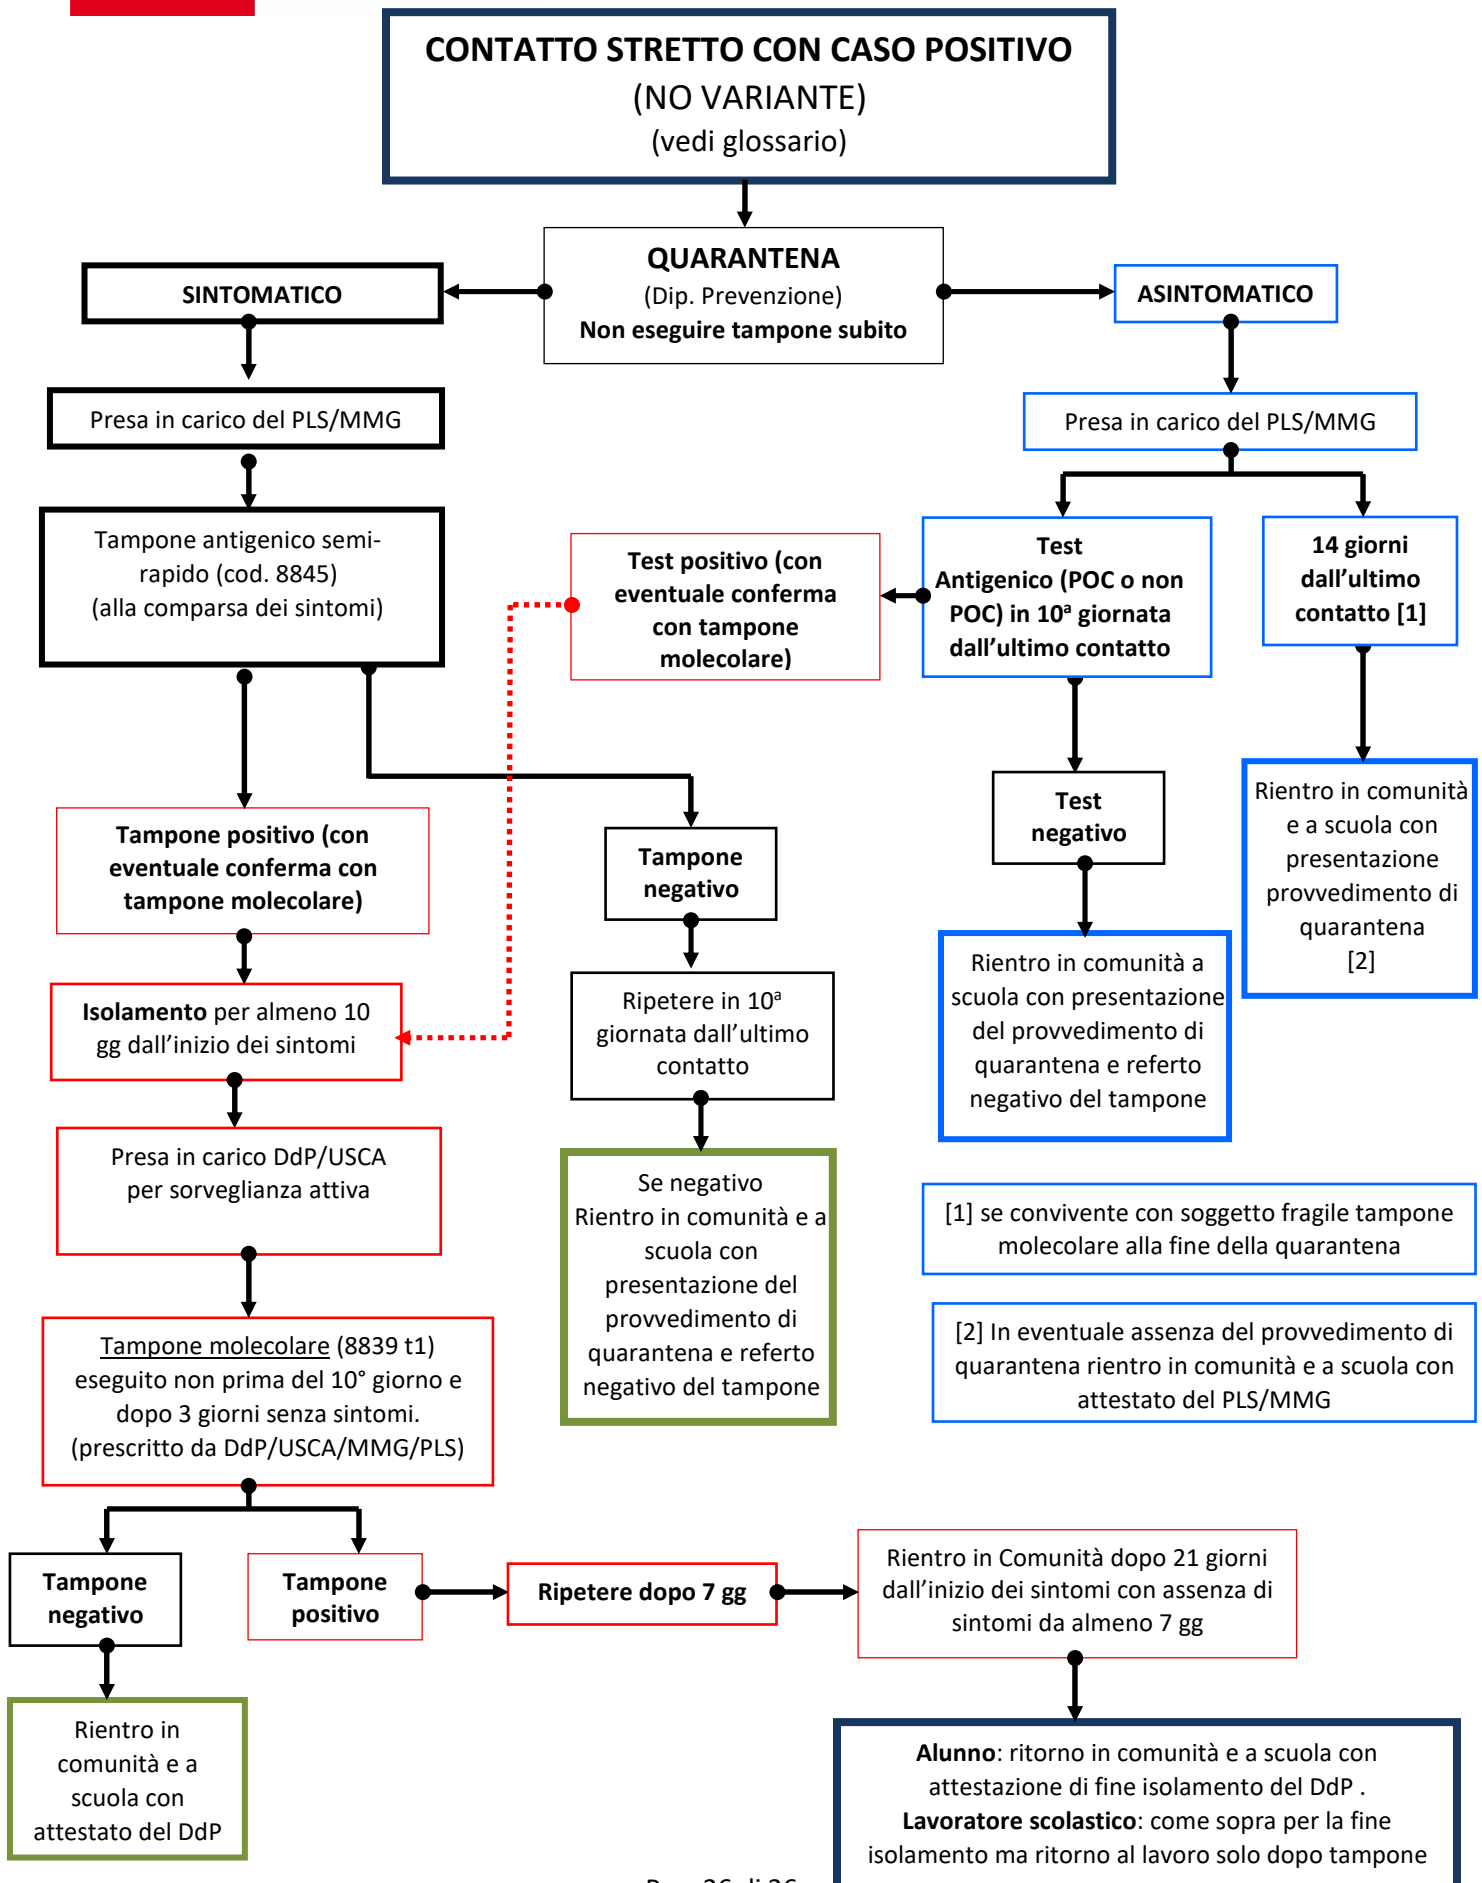 CONTATTO STRETTO CON CASO POSITIVO
(NO VARIANTE)
(vedi glossario)
QUARANTENA
(Dip. Prevenzione)
Non eseguire tampone subito
SINTOMATICO
ASINTOMATICO
Presa in carico del PLS/MMG
Presa in carico del PLS/MMG
Tampone antigenico semi-
rapido (cod. 8845)
(alla comparsa dei sintomi)
Test positivo (con
eventuale conferma
con tampone
molecolare)
Test
Antigenico (POC o non
POC) in 10ª giornata
dall’ultimo contatto
14 giorni
dall’ultimo
contatto [1]
Tampone positivo (con
eventuale conferma con
tampone molecolare)
Tampone
negativo
Test
negativo
Rientro in comunità
e a scuola con
presentazione
provvedimento di
quarantena
[2]
Isolamento per almeno 10
gg dall’inizio dei sintomi
Ripetere in 10ª
giornata dall’ultimo
contatto
Rientro in comunità a
scuola con presentazione
del provvedimento di
quarantena e referto
negativo del tampone
Presa in carico DdP/USCA
per sorveglianza attiva
Se negativo
Rientro in comunità e a
scuola con
presentazione del
provvedimento di
quarantena e referto
negativo del tampone
[1] se convivente con soggetto fragile tampone
molecolare alla fine della quarantena
[2] In eventuale assenza del provvedimento di
quarantena rientro in comunità e a scuola con
attestato del PLS/MMG
Tampone molecolare (8839 t1)
eseguito non prima del 10° giorno e
dopo 3 giorni senza sintomi.
(prescritto da DdP/USCA/MMG/PLS)
Tampone
negativo
Tampone
positivo
Ripetere dopo 7 gg
Rientro in Comunità dopo 21 giorni
dall’inizio dei sintomi con assenza di
sintomi da almeno 7 gg
Rientro in
comunità e a
scuola con
attestato del DdP
Alunno: ritorno in comunità e a scuola con
attestazione di fine isolamento del DdP .
Lavoratore scolastico: come sopra per la fine
isolamento ma ritorno al lavoro solo dopo tampone